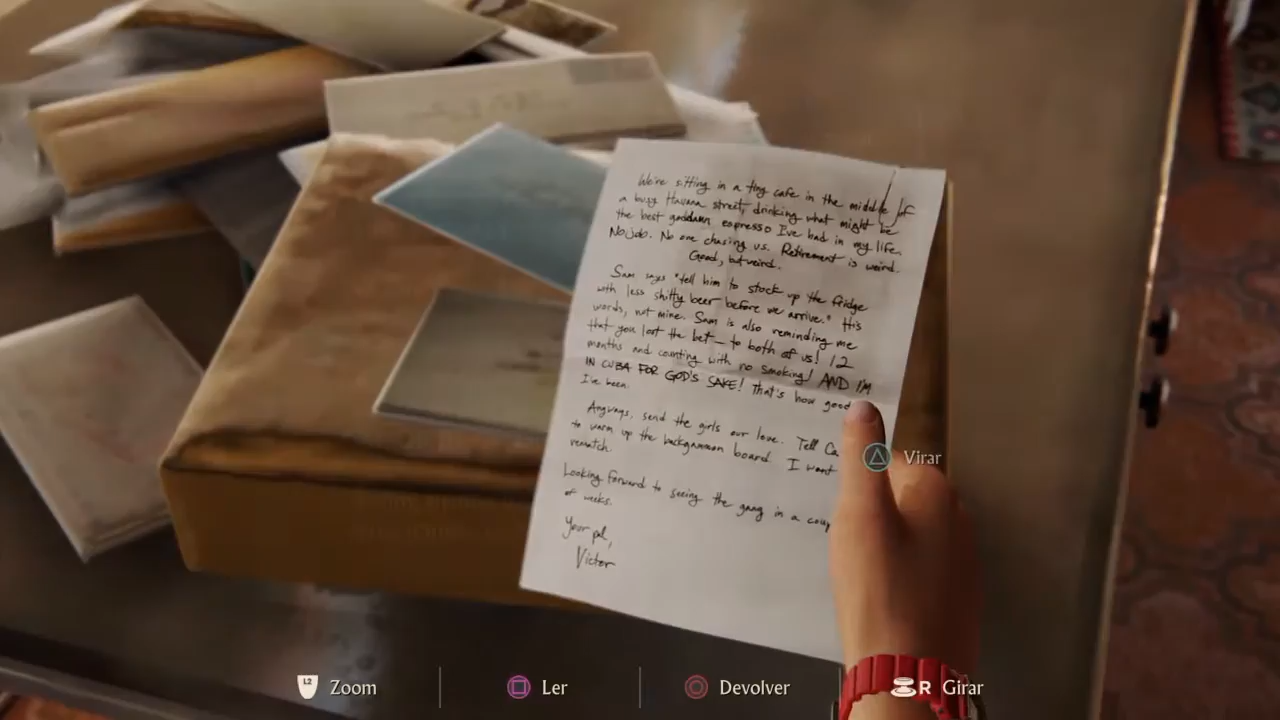 We're sitting in a tiny cafe in the middle of
a busy Havana street, drinking what might be
the best goddamn espresso I've had in my life.
No job. No one chasing us. Retirement is weird.
Good, but weird.
Sam says "tell him to stock up the fridge
with less shitty beer before we arrive." His
words, not mine. Sam is also reminding me
that you lost the bet — to both of us! 12
months and counting with no smoking! AND I'M
IN CUBA FOR GOD'S SAKE! That's how good
I've been.
Anyways, send the girls our love. Tell Ca
to warm up the backgammon board. I want
rematch.
Looking forward to seeing the gang in a coup
of weeks.
Your pal,
Victor
Virar
L2 Zoom
Ler
Devolver
R Girar